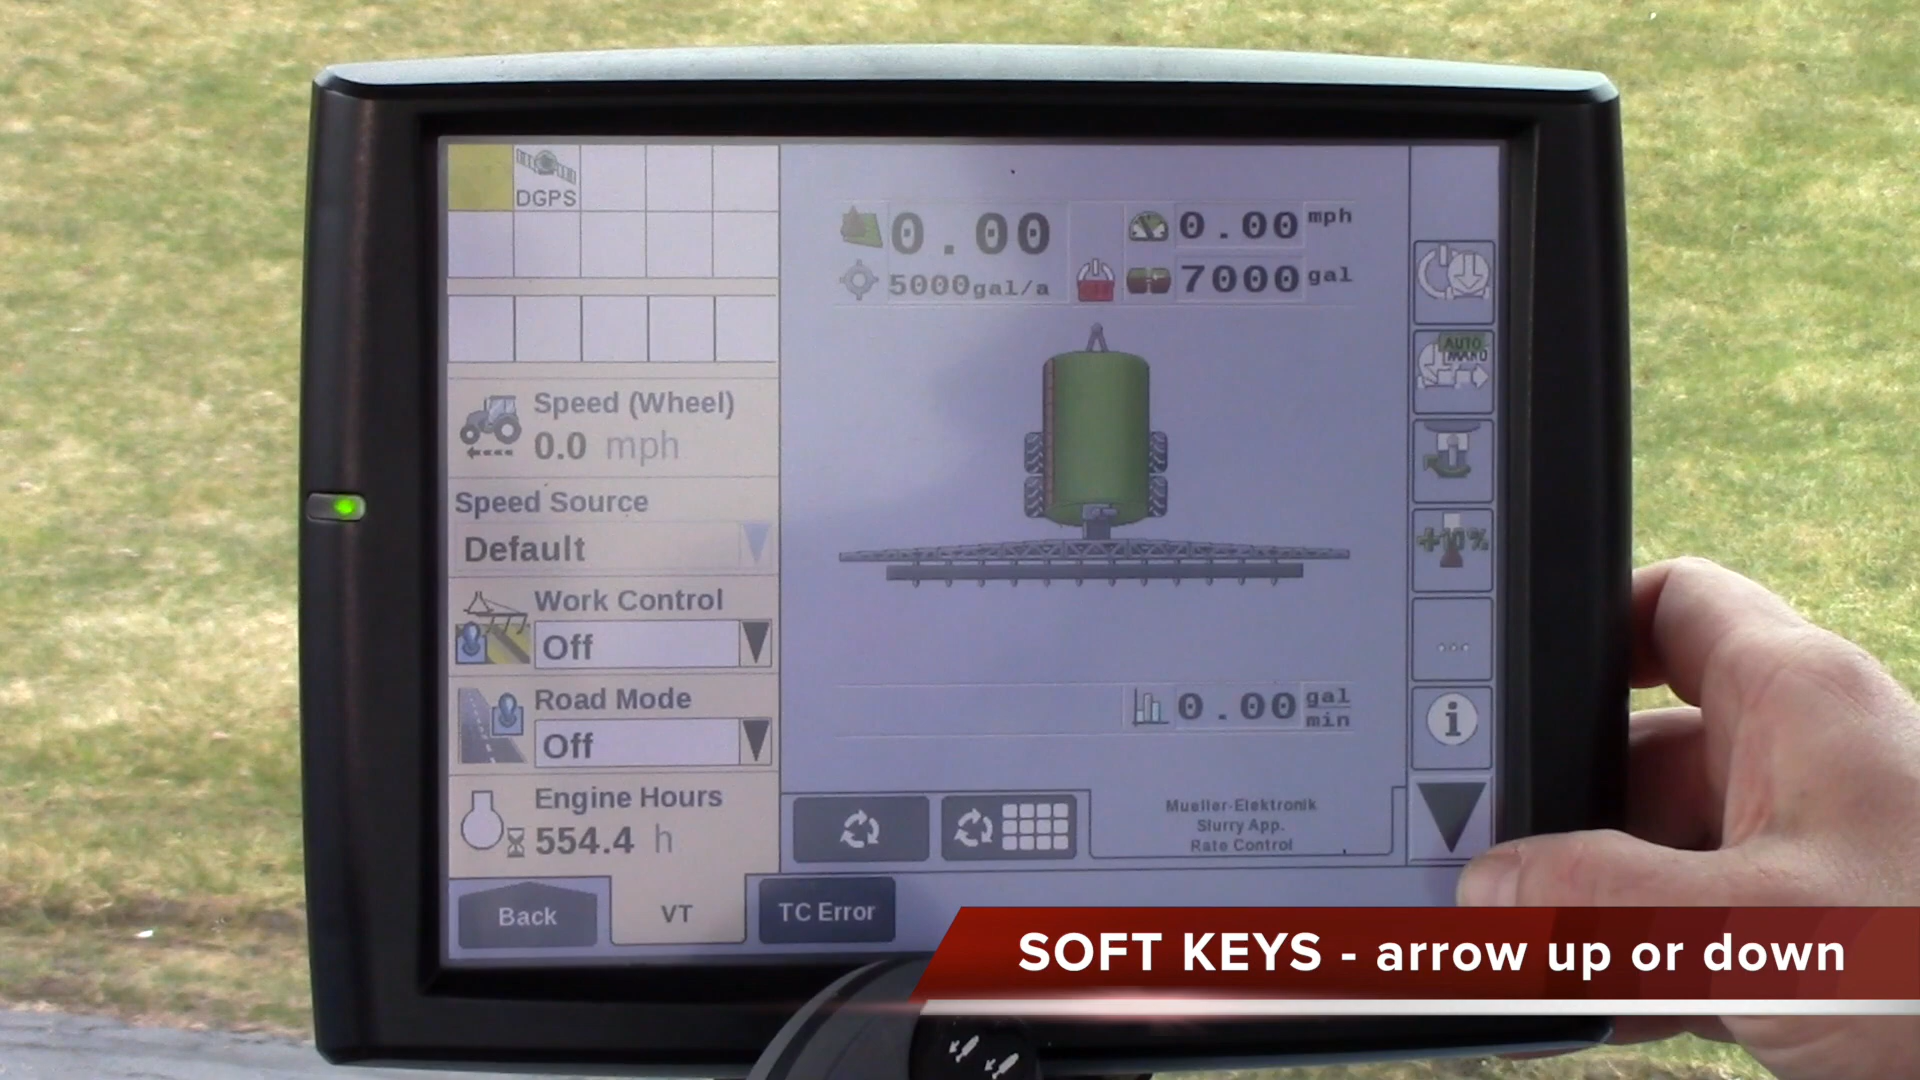 DGPS
Speed (Wheel)
0.0 mph
Speed Source
Default
Work Control
Off
Road Mode
Off
Engine Hours
554.4 h
Back
VT
TC Error
0.00
5000gal/a
0.00 mph
7000 gal
0.00 gal
min
Mueller-Elektronik
Slurry App.
Rate Control
AUTO
MANU
+10%
...
i
SOFT KEYS - arrow up or down